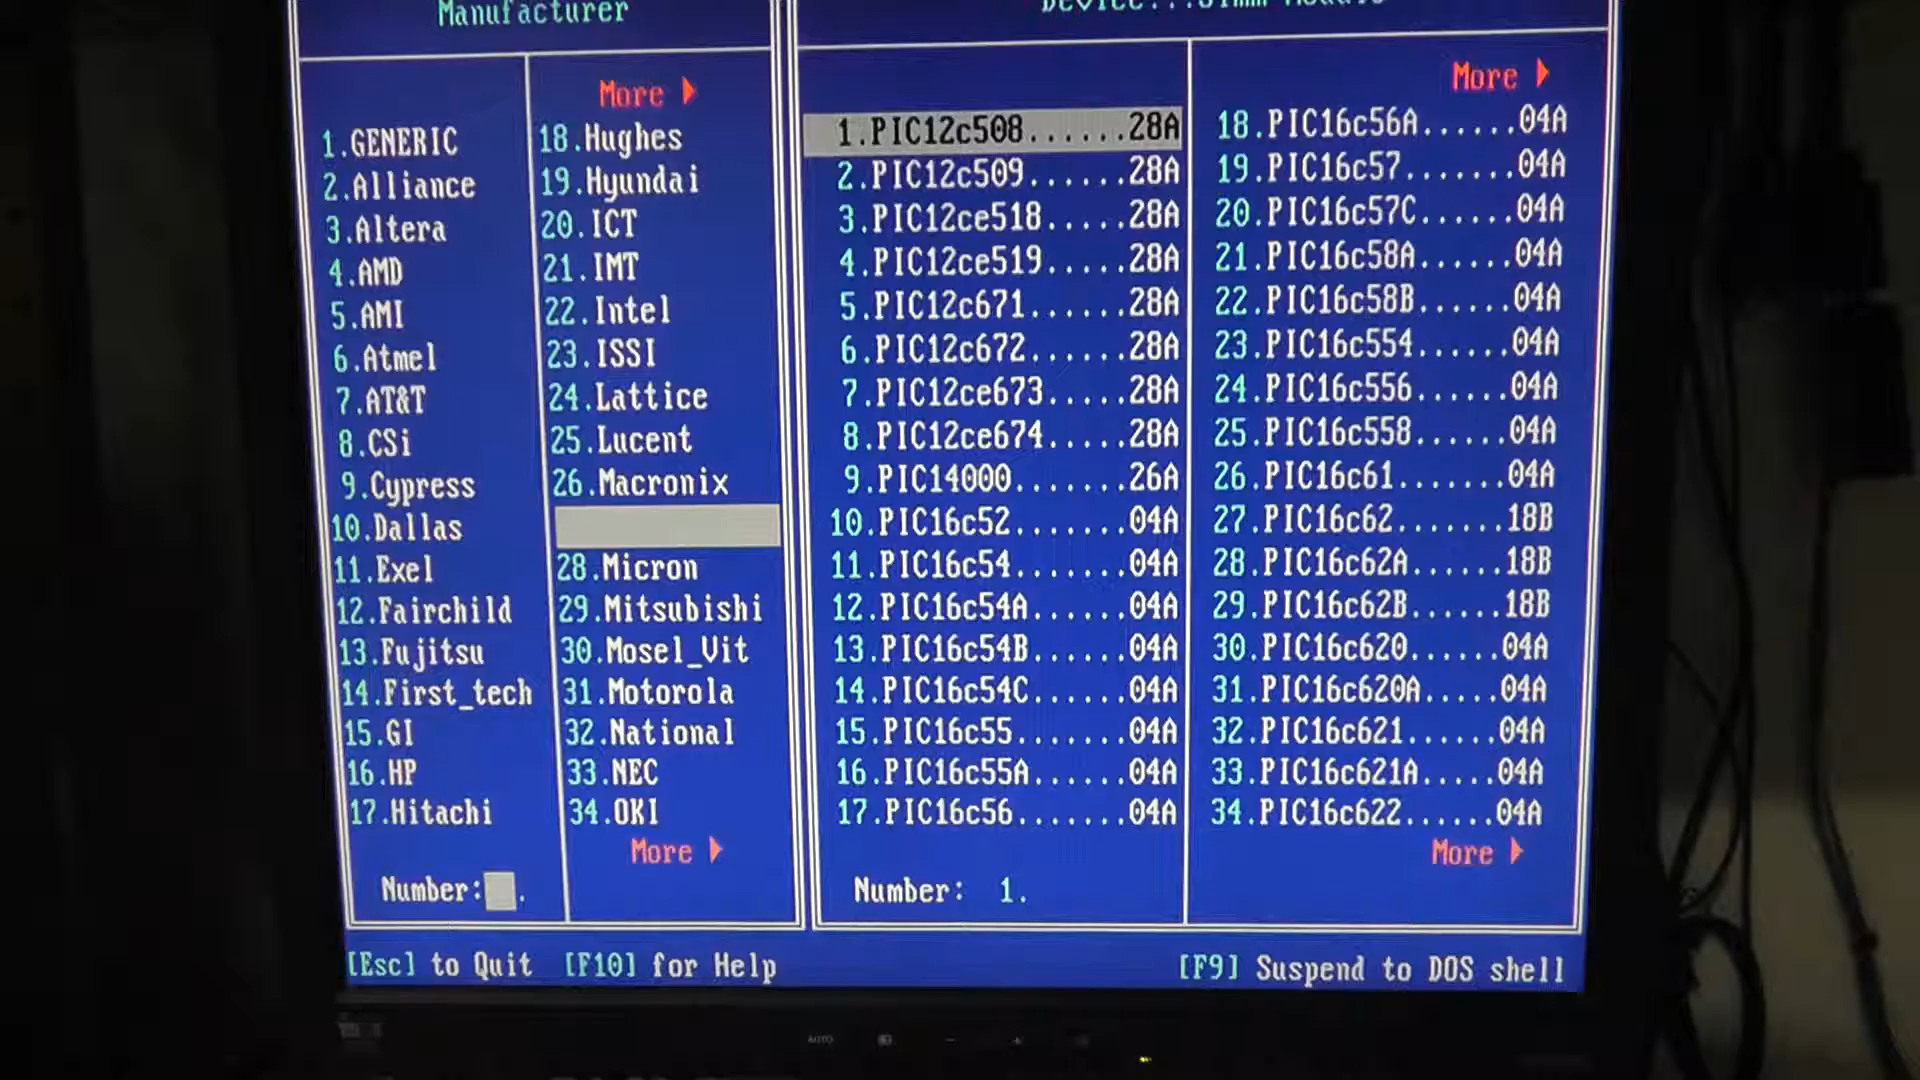 Manufacturer
More
1.GENERIC
2.Alliance
3.Altera
4.AMD
5.AMI
6.Atmel
7.AT&T
8.CSi
9.Cypress
10.Dallas
11.Exel
12.Fairchild
13.Fujitsu
14.First_tech
15.GI
16.HP
17.Hitachi
Number: .
18.Hughes
19.Hyundai
20.ICT
21.IMT
22.Intel
23.ISSI
24.Lattice
25.Lucent
26.Macronix
28.Micron
29.Mitsubishi
30.Mosel_Vit
31.Motorola
32.National
33.NEC
34.OKI
More
1.PIC12c508......28A
2.PIC12c509......28A
3.PIC12ce518.....28A
4.PIC12ce519.....28A
5.PIC12c671......28A
6.PIC12c672......28A
7.PIC12ce673.....28A
8.PIC12ce674.....28A
9.PIC14000.......26A
10.PIC16c52.......04A
11.PIC16c54.......04A
12.PIC16c54A......04A
13.PIC16c54B......04A
14.PIC16c54C......04A
15.PIC16c55.......04A
16.PIC16c55A......04A
17.PIC16c56.......04A
Number: 1.
More
18.PIC16c56A......04A
19.PIC16c57.......04A
20.PIC16c57C......04A
21.PIC16c58A......04A
22.PIC16c58B......04A
23.PIC16c554......04A
24.PIC16c556......04A
25.PIC16c558......04A
26.PIC16c61.......04A
27.PIC16c62.......18B
28.PIC16c62A......18B
29.PIC16c62B......18B
30.PIC16c620......04A
31.PIC16c620A.....04A
32.PIC16c621......04A
33.PIC16c621A.....04A
34.PIC16c622......04A
More
[Esc] to Quit [F10] for Help [F9] Suspend to DOS shell
AUTO